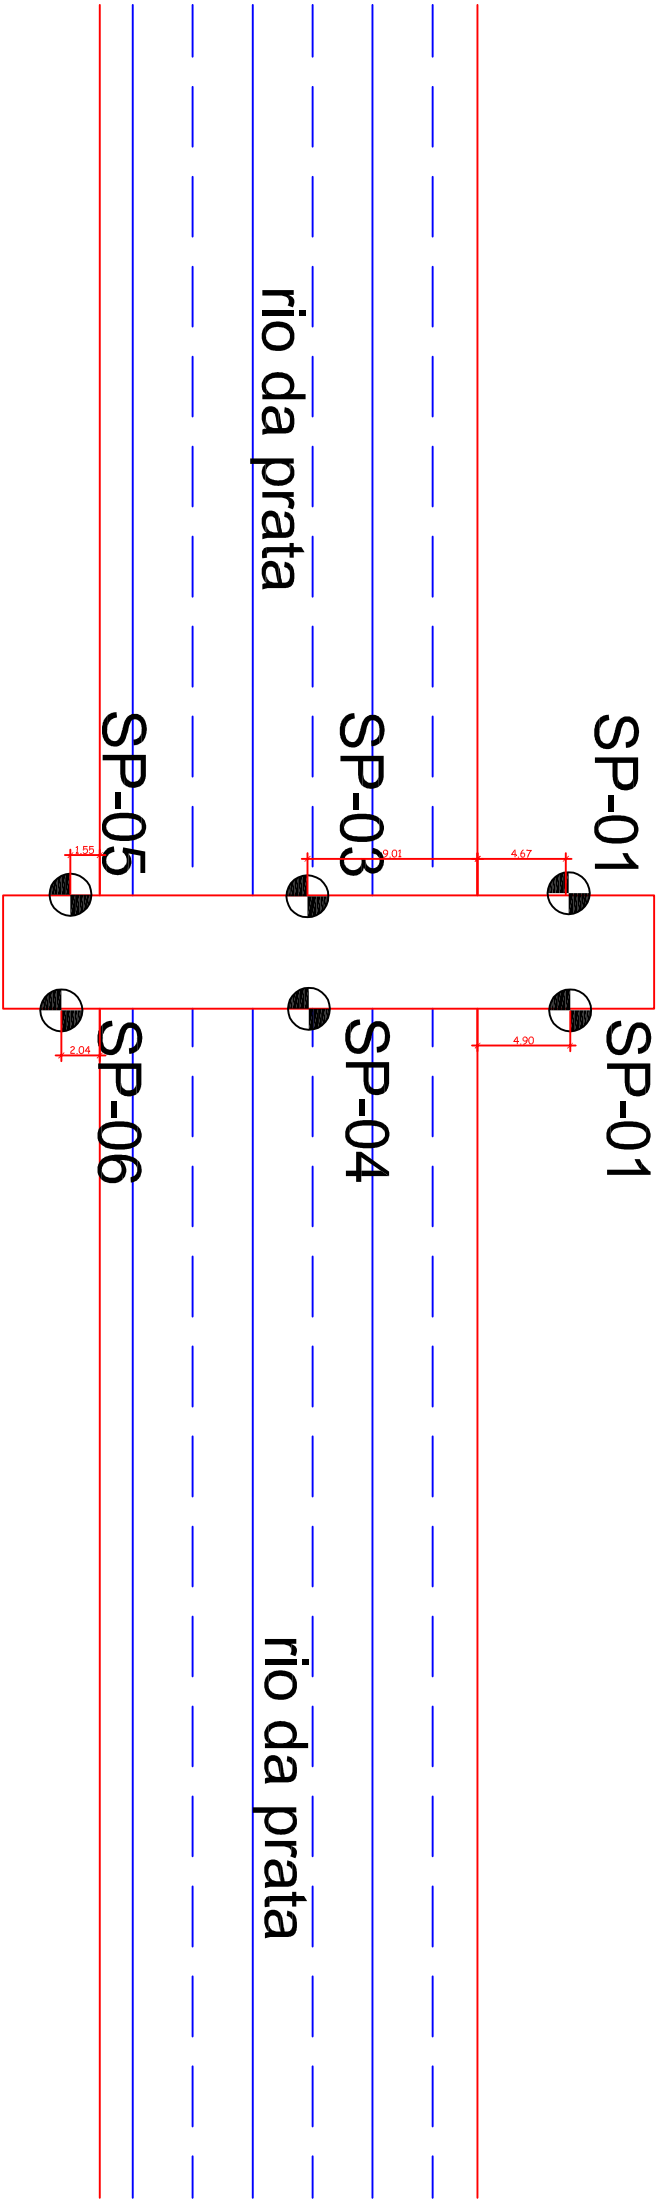 rio da prata
SP-05
SP-03
SP-01
1.55
9.01
4.67
2.04
4.90
SP-06
SP-04
SP-01
rio da prata